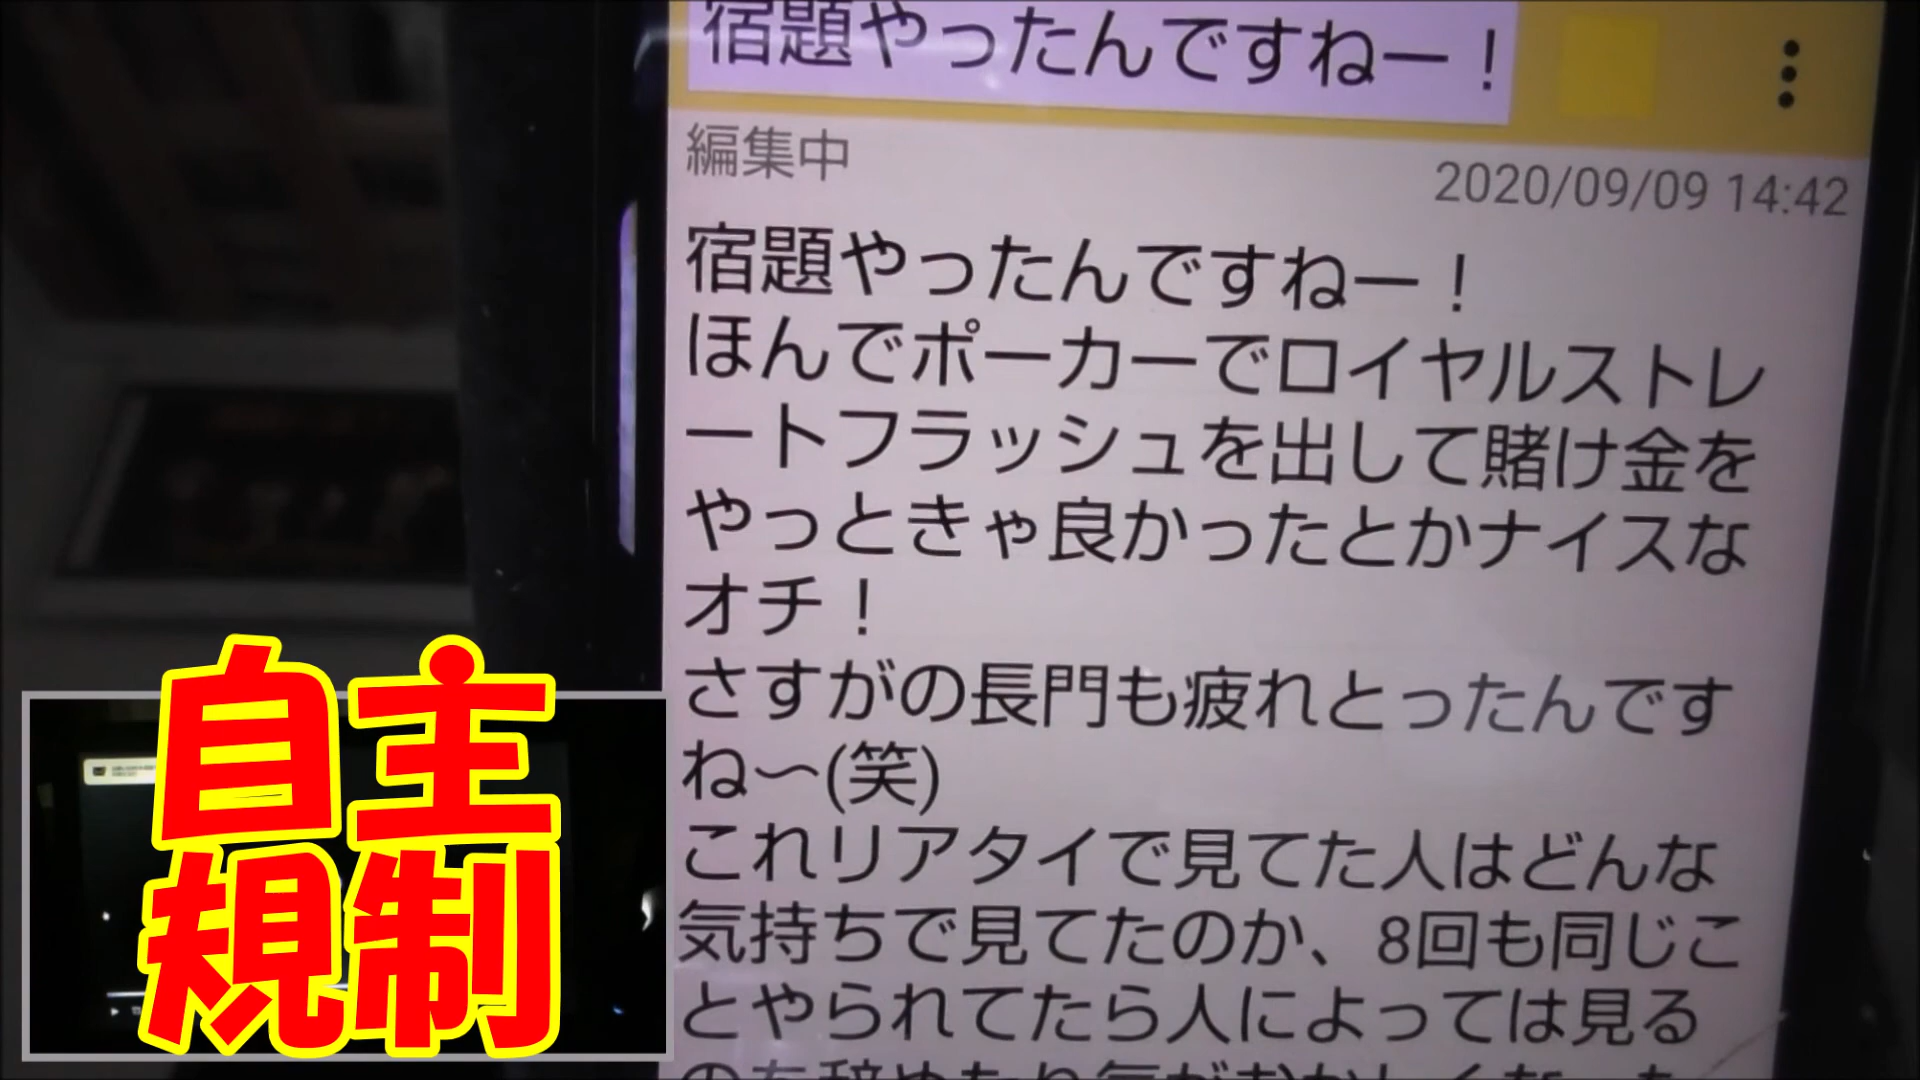 宿題やったんですねー！
編集中
2020/09/09 14:42
宿題やったんですねー！
ほんでポーカーでロイヤルストレ
ートフラッシュを出して賭け金を
やっときゃ良かったとかナイスな
オチ！
さすがの長門も疲れとったんです
ね〜(笑)
これリアタイで見てた人はどんな
気持ちで見てたのか、8回も同じこ
とやられてたら人によっては見る
自主
規制